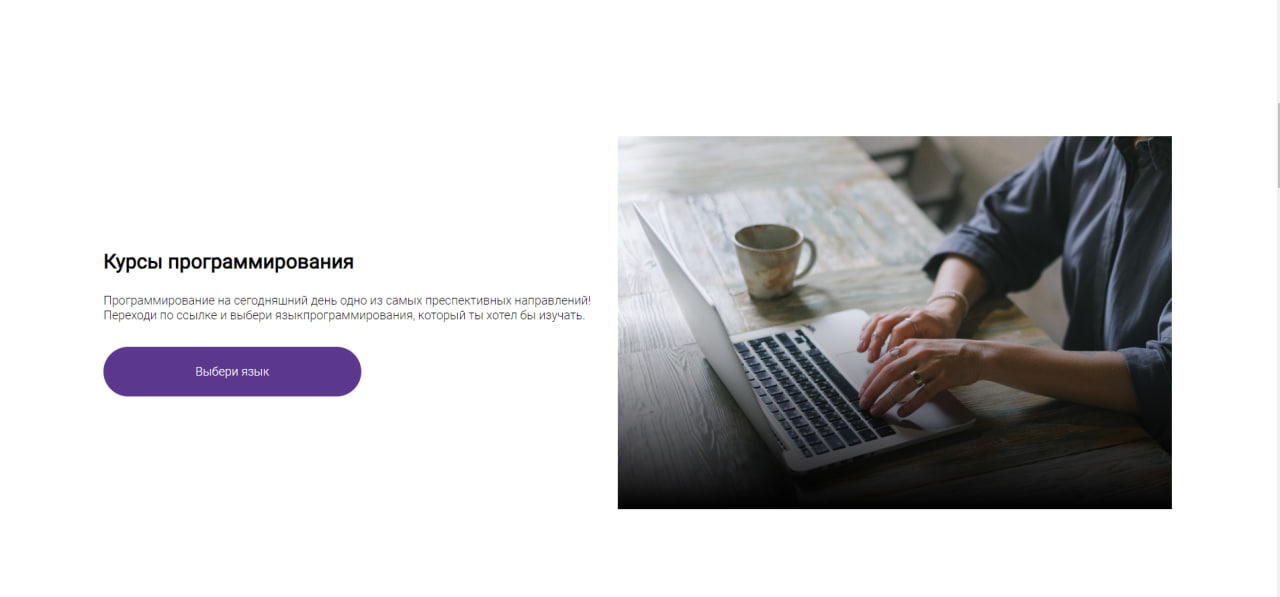 Курсы программирования
Программирование на сегодняшний день одно из самых преспективных направлений!
Переходи по ссылке и выбери языкпрограммирования, который ты хотел бы изучать.
Выбери язык